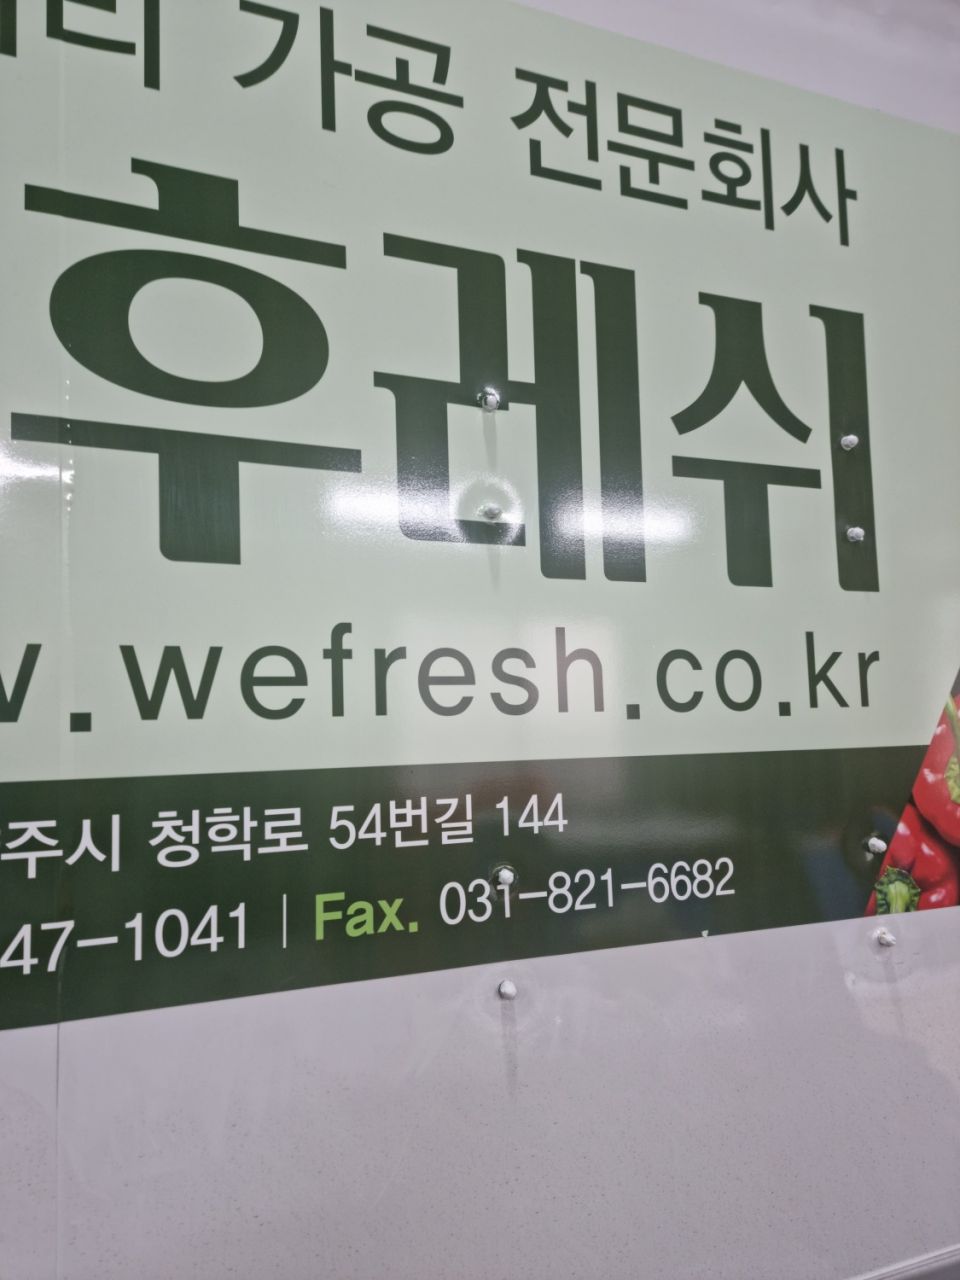 리 가공 전문회사
후레쉬
.wefresh.co.kr
주시 청학로 54번길 144
47-1041 | Fax. 031-821-6682